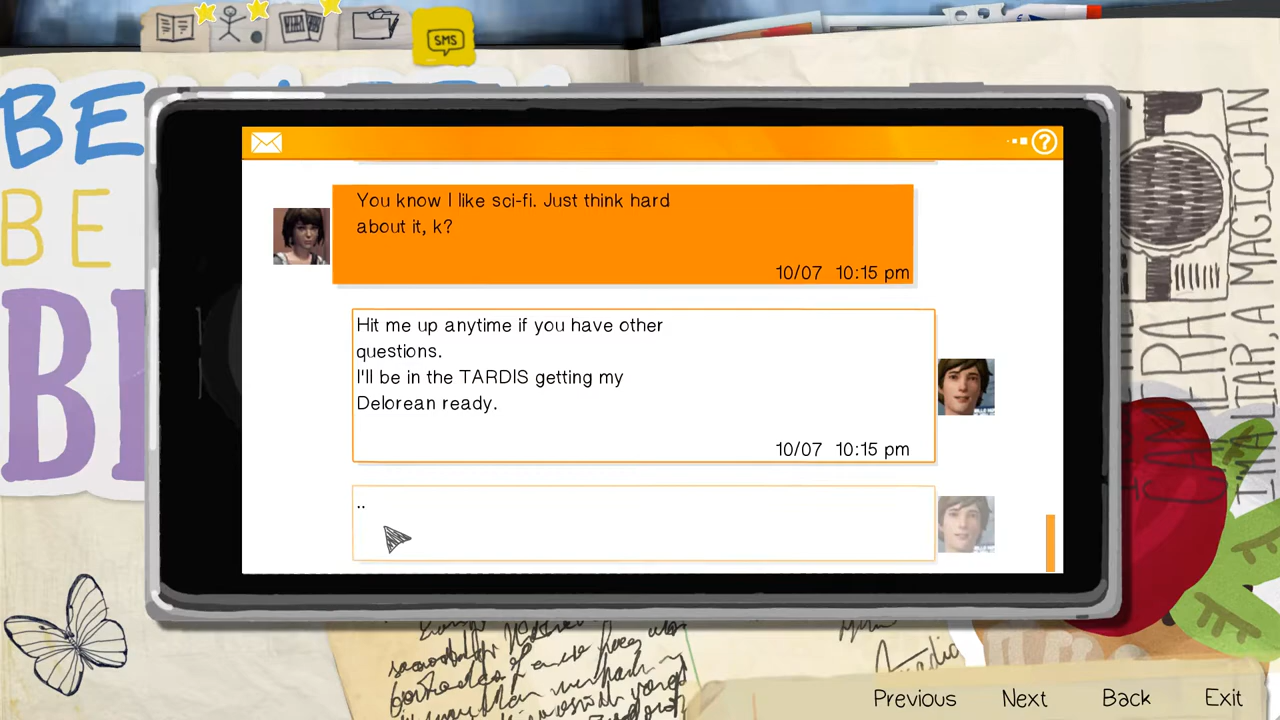 SMS
BE
BE
BE
You know I like sci-fi. Just think hard
about it, k?
10/07 10:15 pm
Hit me up anytime if you have other
questions.
I'll be in the TARDIS getting my
Delorean ready.
10/07 10:15 pm
..
I'M A LIAR, A MAGICIAN
Previous
Next
Back
Exit